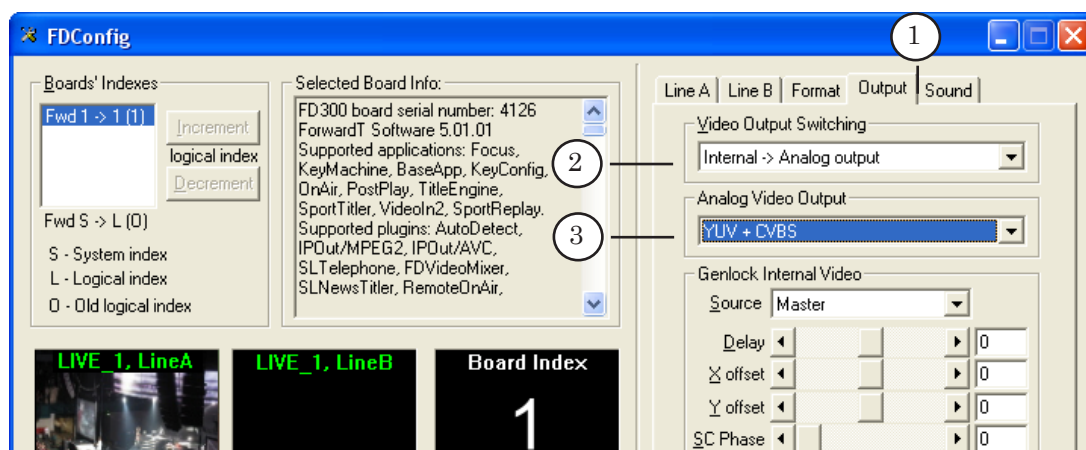 FDConfig
1
Boards' Indexes
Fwd 1 -> 1 (1)
Increment
logical index
Decrement
Fwd S -> L (O)
S - System index
L - Logical index
O - Old logical index
Selected Board Info:
FD300 board serial number: 4126
ForwardT Software 5.01.01
Supported applications: Focus,
KeyMachine, BaseApp, KeyConfig,
OnAir, PostPlay, TitleEngine,
SportTitler, VideoIn2, SportReplay.
Supported plugins: AutoDetect,
IPOut/MPEG2, IPOut/AVC,
SLTelephone, FDVideoMixer,
SLNewsTitler, RemoteOnAir,
Line A
Line B
Format
Output
Sound
Video Output Switching
2
Internal -> Analog output
Analog Video Output
3
YUV + CVBS
Genlock Internal Video
Source
Master
Delay
0
X offset
0
Y offset
0
SC Phase
0
LIVE_1, LineA
LIVE_1, LineB
Board Index
1